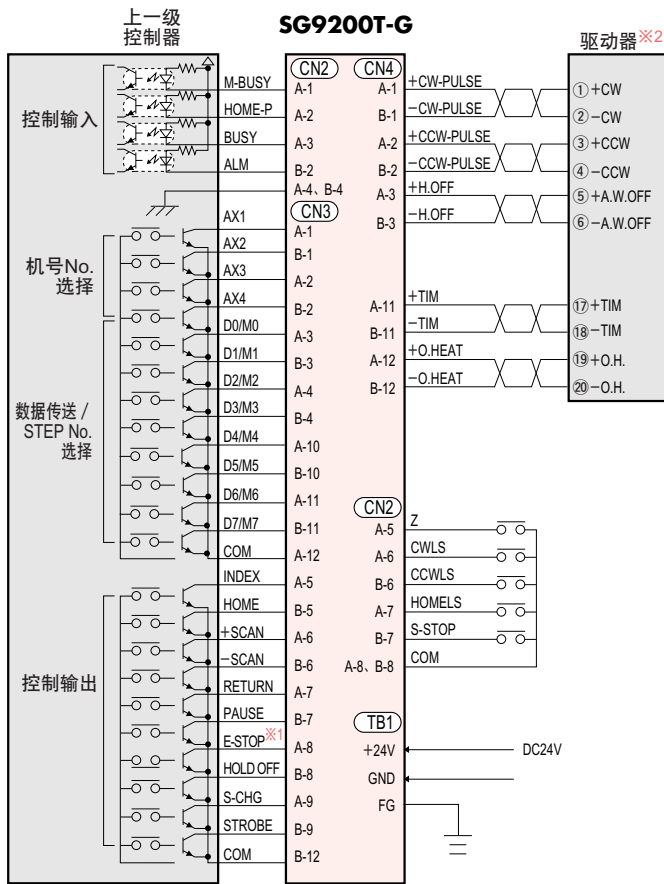 上一级
控制器
SG9200T-G
驱动器※2
控制输入
M-BUSY
HOME-P
BUSY
ALM
CN2
A-1
A-2
A-3
B-2
A-4、B-4
CN4
A-1
B-1
A-2
B-2
A-3
B-3
+CW-PULSE
−CW-PULSE
+CCW-PULSE
−CCW-PULSE
+H.OFF
−H.OFF
①+CW
②−CW
③+CCW
④−CCW
⑤+A.W.OFF
⑥−A.W.OFF
机号No.
选择
数据传送 /
STEP No.
选择
AX1
AX2
AX3
AX4
D0/M0
D1/M1
D2/M2
D3/M3
D4/M4
D5/M5
D6/M6
D7/M7
COM
CN3
A-1
B-1
A-2
B-2
A-3
B-3
A-4
B-4
A-10
B-10
A-11
B-11
A-12
A-11
B-11
A-12
B-12
+TIM
−TIM
+O.HEAT
−O.HEAT
⑰+TIM
⑱−TIM
⑲+O.H.
⑳−O.H.
控制输出
INDEX
HOME
+SCAN
−SCAN
RETURN
PAUSE
E-STOP※1
HOLD OFF
S-CHG
STROBE
COM
A-5
B-5
A-6
B-6
A-7
B-7
A-8
B-8
A-9
B-9
B-12
CN2
A-5
A-6
B-6
A-7
B-7
A-8、B-8
Z
CWLS
CCWLS
HOMELS
S-STOP
COM
TB1
+24V
GND
FG
DC24V